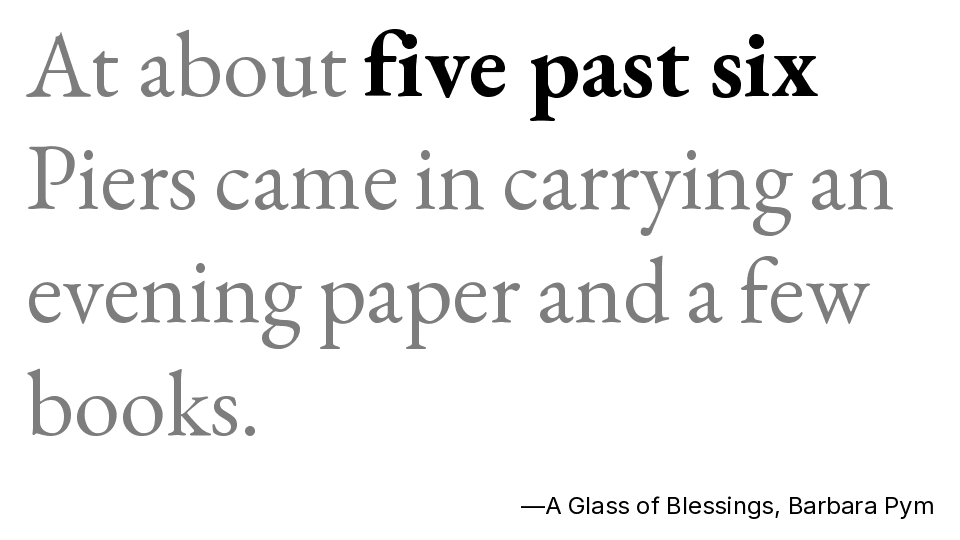 At about five past six
Piers came in carrying an
evening paper and a few
books.
—A Glass of Blessings, Barbara Pym